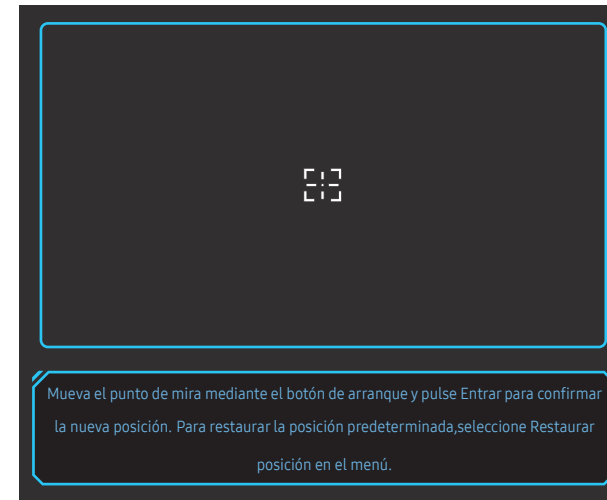 Mueva el punto de mira mediante el botón de arranque y pulse Entrar para confirmar
la nueva posición. Para restaurar la posición predeterminada,seleccione Restaurar
posición en el menú.